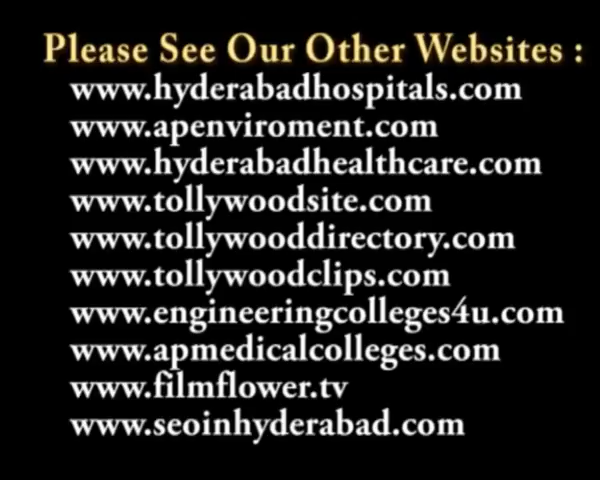 Please See Our Other Websites :
www.hyderabadhospitals.com
www.apenviroment.com
www.hyderabadhealthcare.com
www.tollywoodsite.com
www.tollywooddirectory.com
www.tollywoodclips.com
www.engineeringcolleges4u.com
www.apmedicalcolleges.com
www.filmflower.tv
www.seoinhyderabad.com